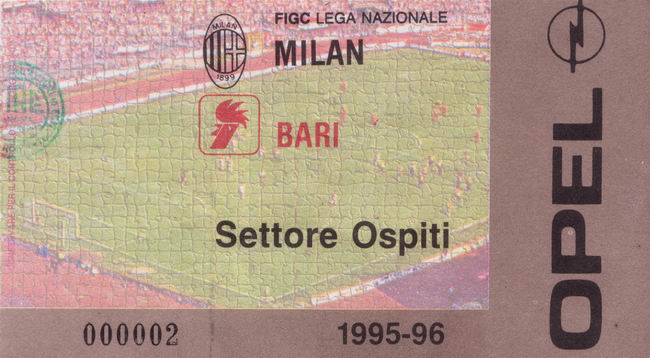 FIGC LEGA NAZIONALE
MILAN
MILAN
1899
BARI
Settore Ospiti
000002
1995-96
OPEL